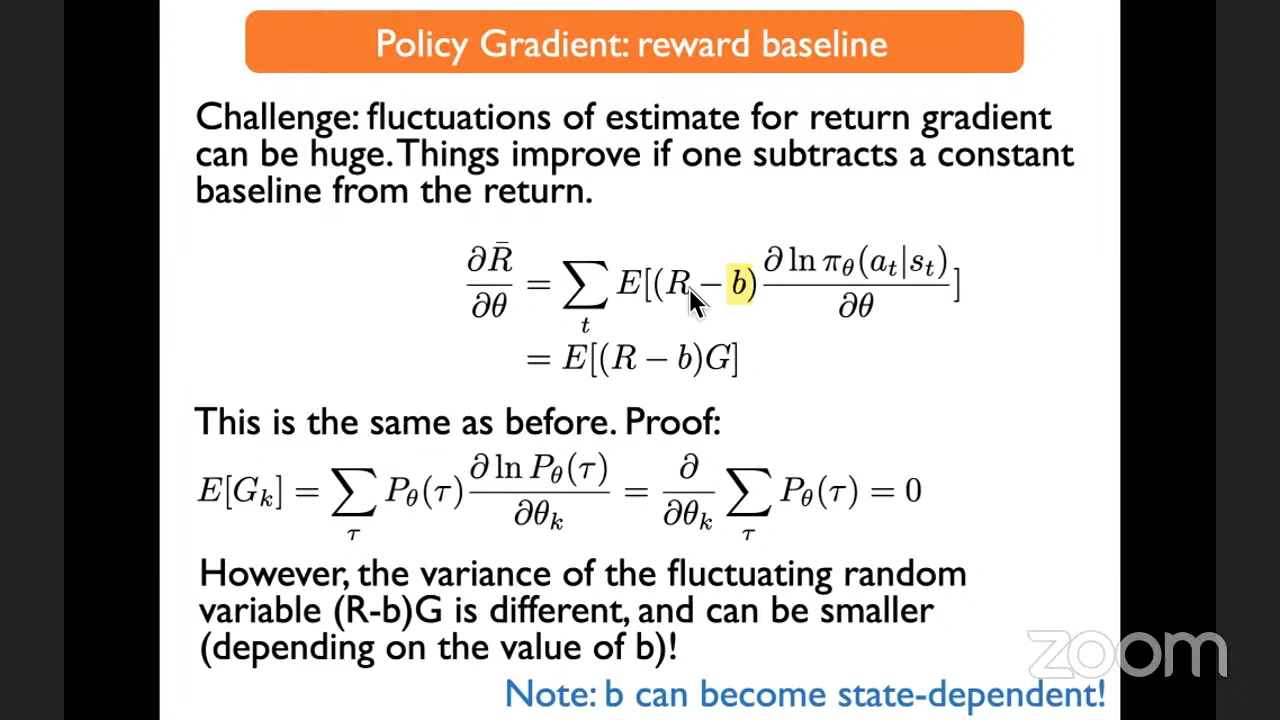 Policy Gradient: reward baseline
Challenge: fluctuations of estimate for return gradient
can be huge. Things improve if one subtracts a constant
baseline from the return.
∂R̄/∂θ = ∑_t E[(R − b) ∂ ln π_θ(a_t|s_t)/∂θ]
= E[(R − b)G]
This is the same as before. Proof:
E[G_k] = ∑_τ P_θ(τ) ∂ ln P_θ(τ)/∂θ_k = ∂/∂θ_k ∑_τ P_θ(τ) = 0
However, the variance of the fluctuating random
variable (R-b)G is different, and can be smaller
(depending on the value of b)!
zoom
Note: b can become state-dependent!